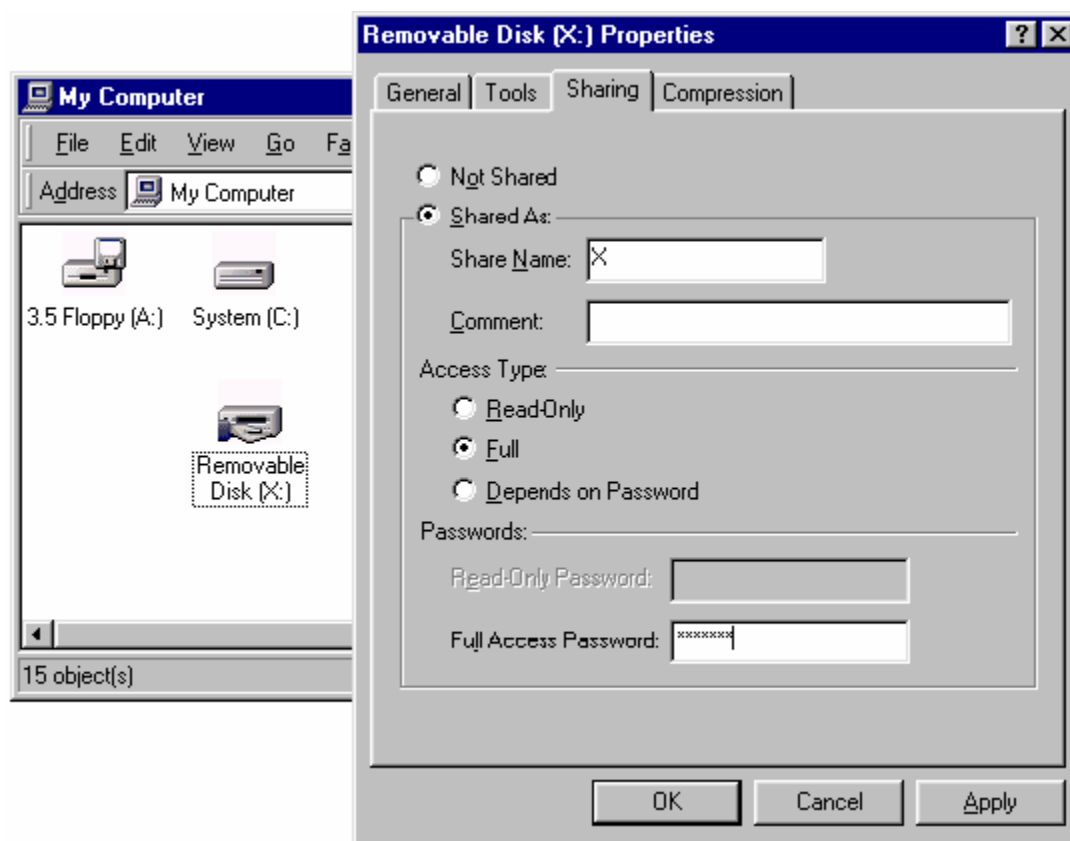 My Computer
File Edit View Go Fa
Address My Computer
3.5 Floppy (A:) System (C:)
Removable
Disk (X:)
15 object(s)
Removable Disk (X:) Properties
General Tools Sharing Compression
Not Shared
Shared As:
Share Name: X
Comment:
Access Type:
Read-Only
Full
Depends on Password
Passwords:
Read-Only Password:
Full Access Password: *******
OK Cancel Apply